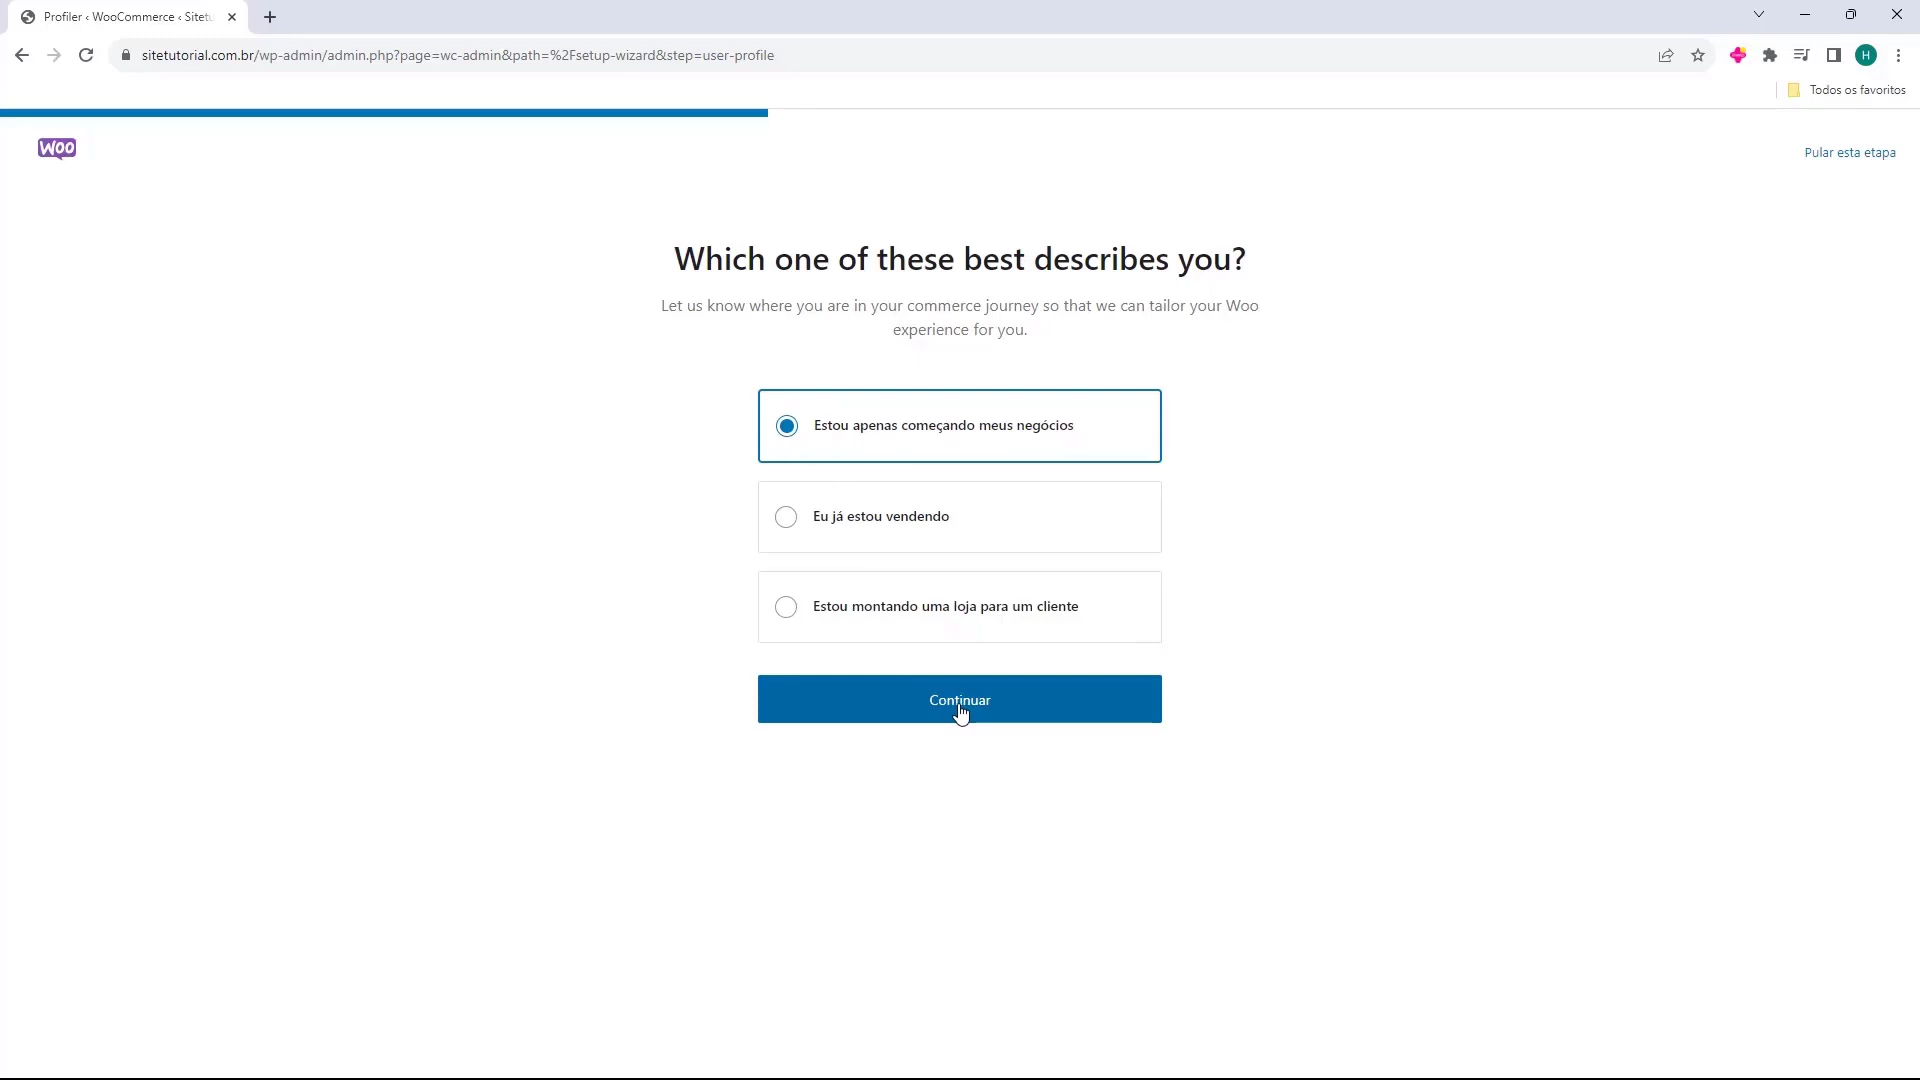 Profiler ‹ WooCommerce ‹ Sitetu
sitetutorial.com.br/wp-admin/admin.php?page=wc-admin&path=%2Fsetup-wizard&step=user-profile
H
Todos os favoritos
Woo
Pular esta etapa
Which one of these best describes you?
Let us know where you are in your commerce journey so that we can tailor your Woo
experience for you.
Estou apenas começando meus negócios
Eu já estou vendendo
Estou montando uma loja para um cliente
Continuar